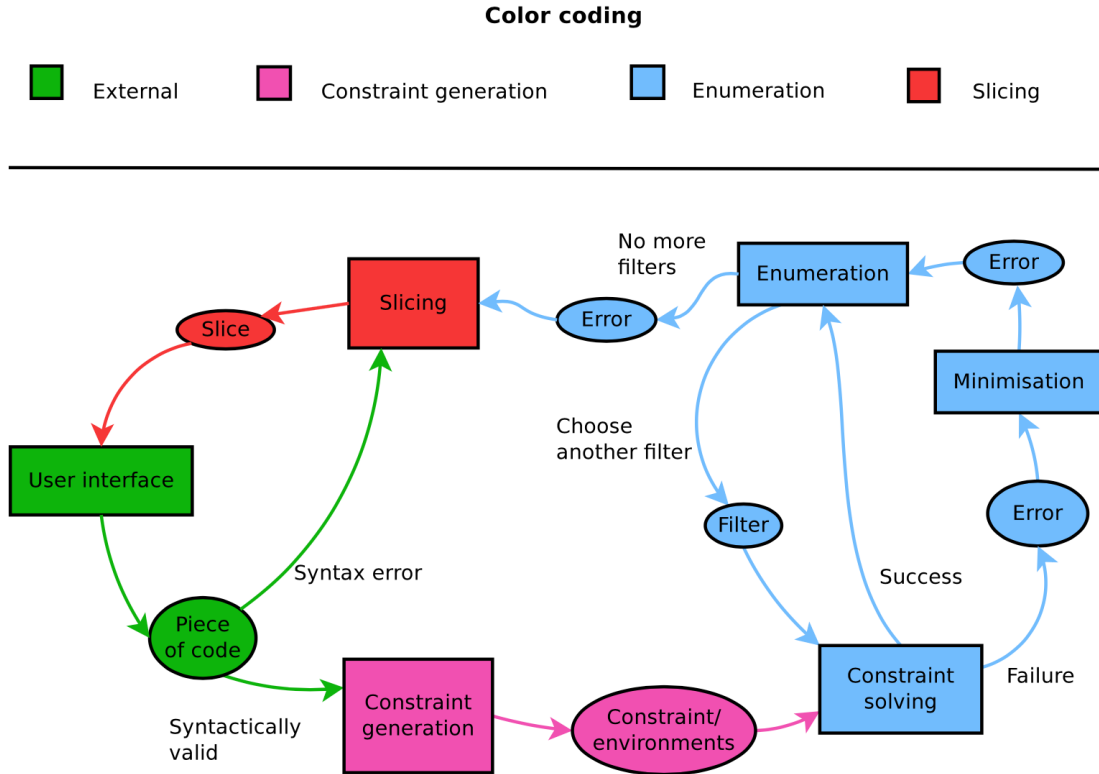 Color coding
External
Constraint generation
Enumeration
Slicing
No more
filters
Enumeration
Error
Slicing
Error
Slice
Minimisation
Choose
another filter
User interface
Filter
Error
Syntax error
Success
Piece
of code
Constraint
solving
Failure
Constraint
generation
Constraint/
environments
Syntactically
valid